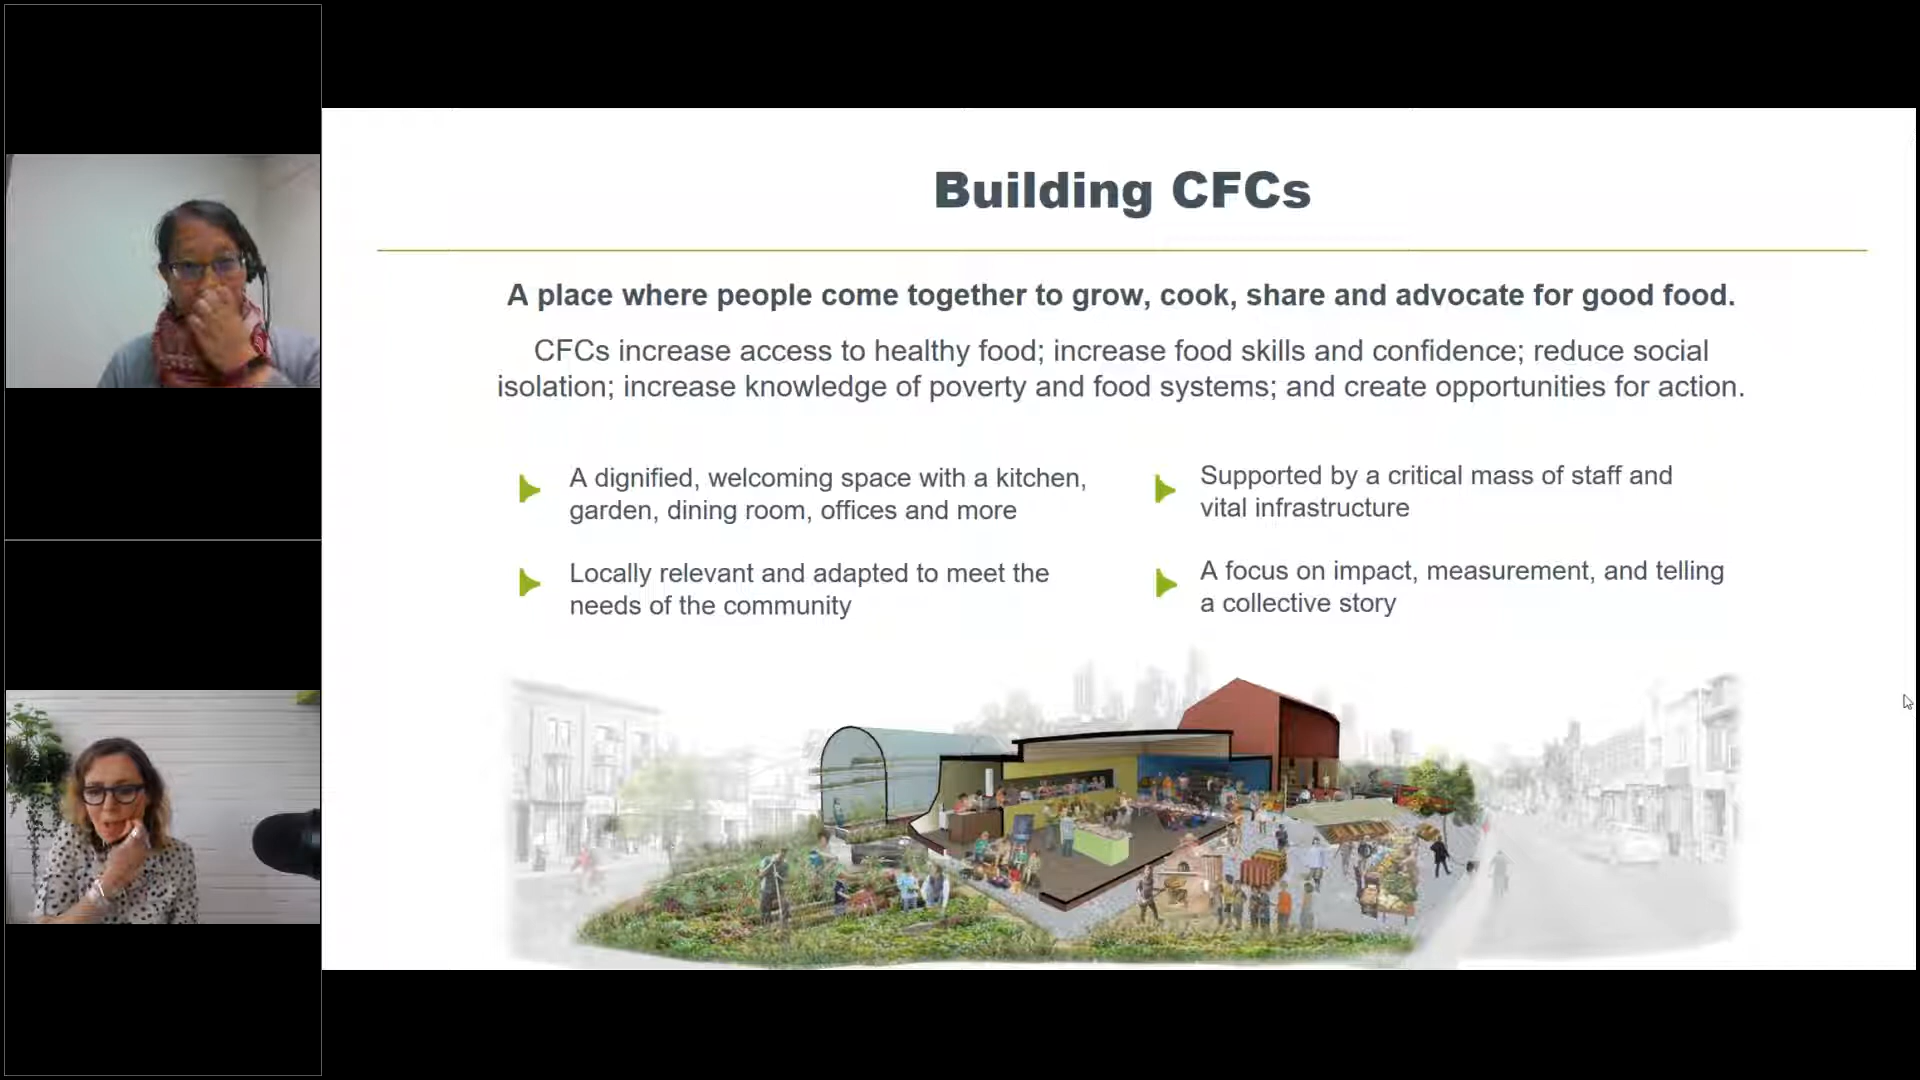 Building CFCs
A place where people come together to grow, cook, share and advocate for good food.
CFCs increase access to healthy food; increase food skills and confidence; reduce social
isolation; increase knowledge of poverty and food systems; and create opportunities for action.
A dignified, welcoming space with a kitchen,
garden, dining room, offices and more
Locally relevant and adapted to meet the
needs of the community
Supported by a critical mass of staff and
vital infrastructure
A focus on impact, measurement, and telling
a collective story